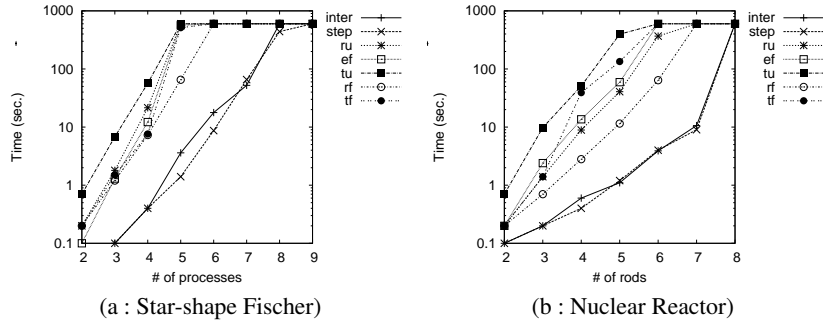 1000
100
10
1
0.1
Time (sec.)
2 3 4 5 6 7 8 9
# of processes
inter
step
ru
ef
tu
rf
tf
(a : Star-shape Fischer)
1000
100
10
1
0.1
Time (sec.)
2 3 4 5 6 7 8
# of rods
inter
step
ru
ef
tu
rf
tf
(b : Nuclear Reactor)